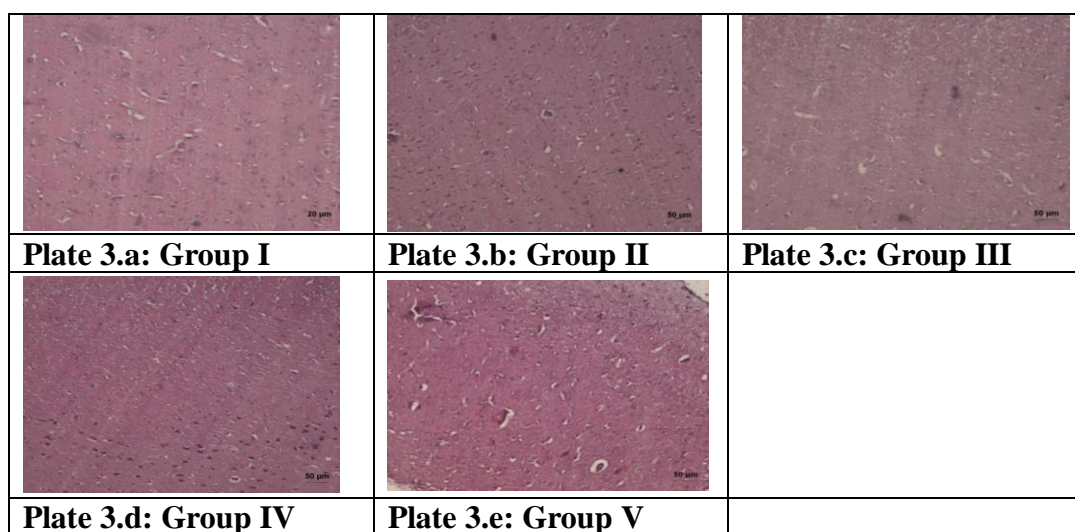 20 µm
50 µm
50 µm
Plate 3.a: Group I
Plate 3.b: Group II
Plate 3.c: Group III
50 µm
50 µm
Plate 3.d: Group IV
Plate 3.e: Group V